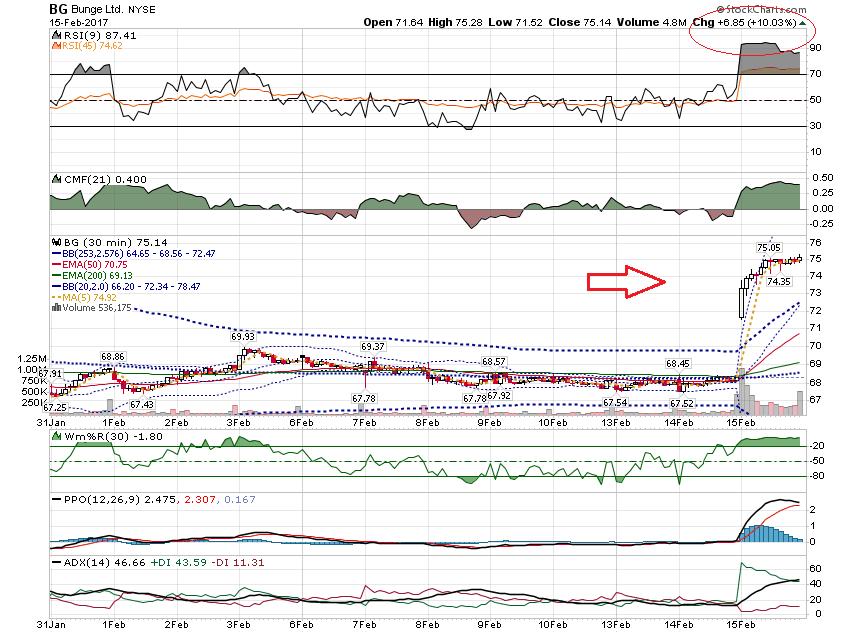 BG Bunge Ltd. NYSE
© StockCharts.com
15-Feb-2017
Open 71.64 High 75.28 Low 71.52 Close 75.14 Volume 4.8M Chg +6.85 (+10.03%)
RSI(9) 87.41
RSI(45) 74.62
90
70
50
30
10
CMF(21) 0.400
0.50
0.25
0.00
-0.25
BG (30 min) 75.14
BB(253,2.576) 64.65 - 68.56 - 72.47
EMA(50) 70.75
EMA(200) 69.13
BB(20,2.0) 66.20 - 72.34 - 78.47
MA(5) 74.92
Volume 536,175
76
75
74
73
72
71
70
69
68
67
1.25M
1.00M
750K
500K
250K
67.91
67.25
68.86
67.43
69.93
69.37
67.78
67.78
68.57
67.92
67.54
68.45
67.52
75.05
74.35
31Jan 1Feb 2Feb 3Feb 6Feb 7Feb 8Feb 9Feb 10Feb 13Feb 14Feb 15Feb
Wm%R(30) -1.80
-20
-50
-80
PPO(12,26,9) 2.475, 2.307, 0.167
2
1
0
ADX(14) 46.66 +DI 43.59 -DI 11.31
60
40
20
0
31Jan 1Feb 2Feb 3Feb 6Feb 7Feb 8Feb 9Feb 10Feb 13Feb 14Feb 15Feb